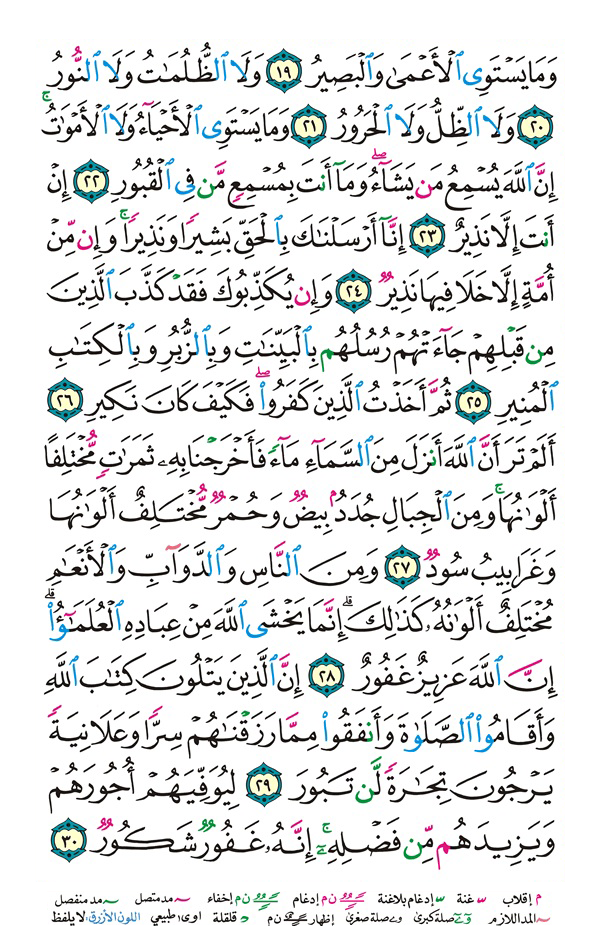 وَمَا يَسْتَوِى ٱلْأَعْمَىٰ وَٱلْبَصِيرُ ١٩ وَلَا ٱلظُّلُمَٰتُ وَلَا ٱلنُّورُ
٢٠ وَلَا ٱلظِّلُّ وَلَا ٱلْحَرُورُ ٢١ وَمَا يَسْتَوِى ٱلْأَحْيَآءُ وَلَا ٱلْأَمْوَٰتُ ۚ
إِنَّ ٱللَّهَ يُسْمِعُ مَن يَشَآءُ ۖ وَمَآ أَنتَ بِمُسْمِعٍ مَّن فِى ٱلْقُبُورِ ٢٢ إِنْ
أَنتَ إِلَّا نَذِيرٌ ٢٣ إِنَّآ أَرْسَلْنَٰكَ بِٱلْحَقِّ بَشِيرًا وَنَذِيرًا ۚ وَإِن مِّنْ
أُمَّةٍ إِلَّا خَلَا فِيهَا نَذِيرٌ ٢٤ وَإِن يُكَذِّبُوكَ فَقَدْ كَذَّبَ ٱلَّذِينَ
مِن قَبْلِهِمْ جَآءَتْهُمْ رُسُلُهُم بِٱلْبَيِّنَٰتِ وَبِٱلزُّبُرِ وَبِٱلْكِتَٰبِ
ٱلْمُنِيرِ ٢٥ ثُمَّ أَخَذْتُ ٱلَّذِينَ كَفَرُوا۟ ۖ فَكَيْفَ كَانَ نَكِيرِ ٢٦
أَلَمْ تَرَ أَنَّ ٱللَّهَ أَنزَلَ مِنَ ٱلسَّمَآءِ مَآءً فَأَخْرَجْنَا بِهِۦ ثَمَرَٰتٍ مُّخْتَلِفًا
أَلْوَٰنُهَا ۚ وَمِنَ ٱلْجِبَالِ جُدَدٌۢ بِيضٌ وَحُمْرٌ مُّخْتَلِفٌ أَلْوَٰنُهَا
وَغَرَابِيبُ سُودٌ ٢٧ وَمِنَ ٱلنَّاسِ وَٱلدَّوَآبِّ وَٱلْأَنْعَٰمِ
مُخْتَلِفٌ أَلْوَٰنُهُۥ كَذَٰلِكَ ۗ إِنَّمَا يَخْشَى ٱللَّهَ مِنْ عِبَادِهِ ٱلْعُلَمَٰٓؤُا۟ ۗ
إِنَّ ٱللَّهَ عَزِيزٌ غَفُورٌ ٢٨ إِنَّ ٱلَّذِينَ يَتْلُونَ كِتَٰبَ ٱللَّهِ
وَأَقَامُوا۟ ٱلصَّلَوٰةَ وَأَنفَقُوا۟ مِمَّا رَزَقْنَٰهُمْ سِرًّا وَعَلَانِيَةً
يَرْجُونَ تِجَٰرَةً لَّن تَبُورَ ٢٩ لِيُوَفِّيَهُمْ أُجُورَهُمْ
وَيَزِيدَهُم مِّن فَضْلِهِۦٓ ۚ إِنَّهُۥ غَفُورٌ شَكُورٌ ٣٠
م إقلاب غنة إدغام بلاغنة ن م إدغام ن م إخفاء مد متصل مد منفصل
المد اللازم صلة كبرى صلة صغرى إظهار ن م قلقلة اوى، طبيعي اللون الأزرق: لا يلفظ